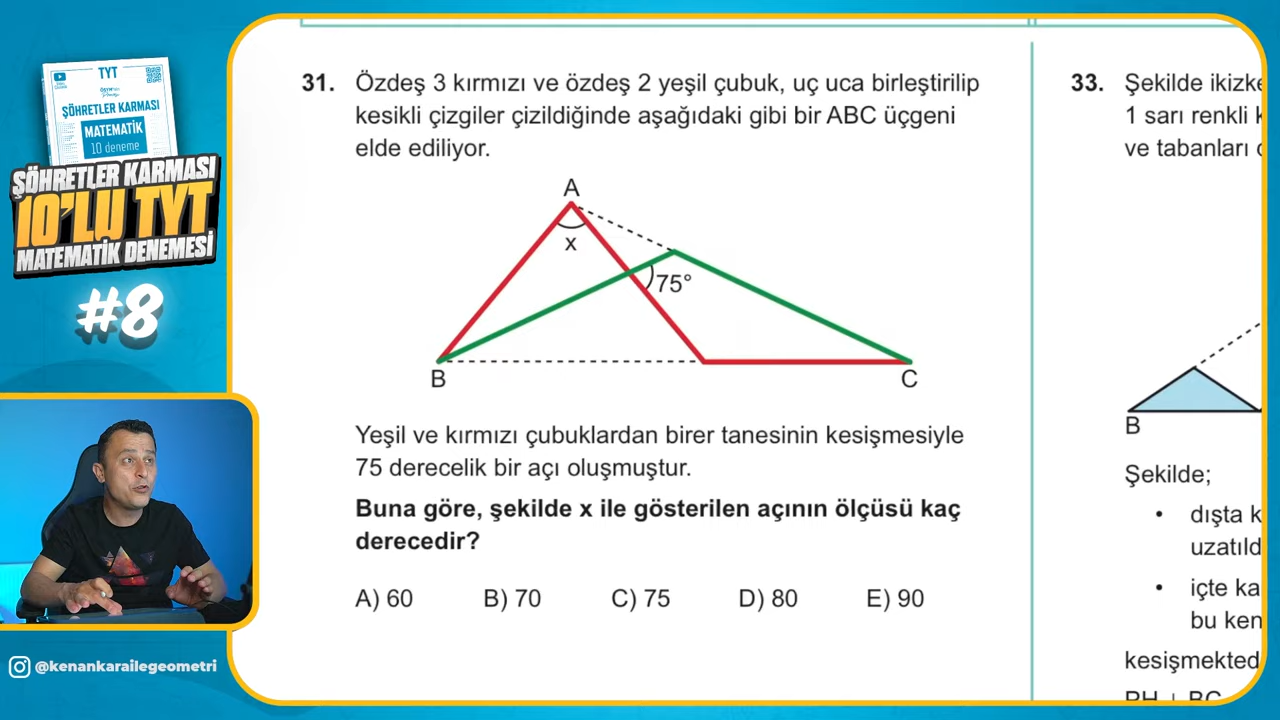 TYT
ŞÖHRETLER KARMASI
MATEMATİK
10 deneme
ŞÖHRETLER KARMASI
10'LU TYT
MATEMATİK DENEMESİ
#8
@kenankarailegeometri
31. Özdeş 3 kırmızı ve özdeş 2 yeşil çubuk, uç uca birleştirilip
kesikli çizgiler çizildiğinde aşağıdaki gibi bir ABC üçgeni
elde ediliyor.
A
x
75°
B
C
Yeşil ve kırmızı çubuklardan birer tanesinin kesişmesiyle
75 derecelik bir açı oluşmuştur.
Buna göre, şekilde x ile gösterilen açının ölçüsü kaç
derecedir?
A) 60 B) 70 C) 75 D) 80 E) 90
33. Şekilde ikizke
1 sarı renkli k
ve tabanları
B
Şekilde;
• dışta k
uzatıld
• içte ka
bu ken
kesişmekted